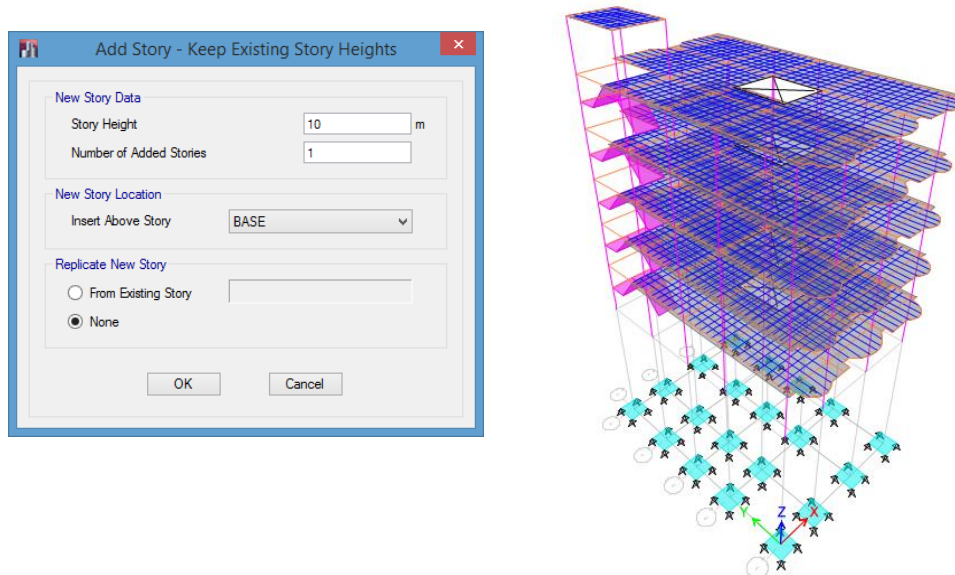 Add Story - Keep Existing Story Heights
New Story Data
Story Height 10 m
Number of Added Stories 1
New Story Location
Insert Above Story BASE
Replicate New Story
From Existing Story
None
OK Cancel
Z
Y X